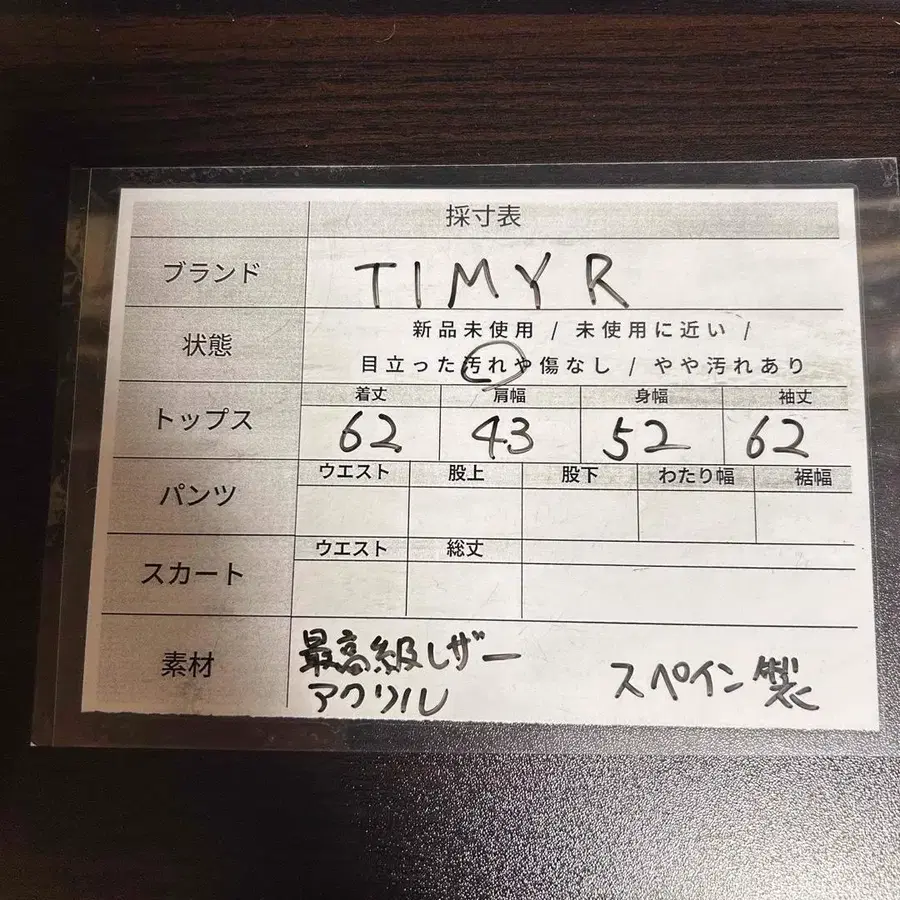 採寸表
ブランド TIMYR
状態 新品未使用 / 未使用に近い /
目立った汚れや傷なし / やや汚れあり
トップス 着丈 肩幅 身幅 袖丈
62 43 52 62
パンツ ウエスト 股上 股下 わたり幅 裾幅
スカート ウエスト 総丈
素材 最高級レザー
アクリル スペイン製